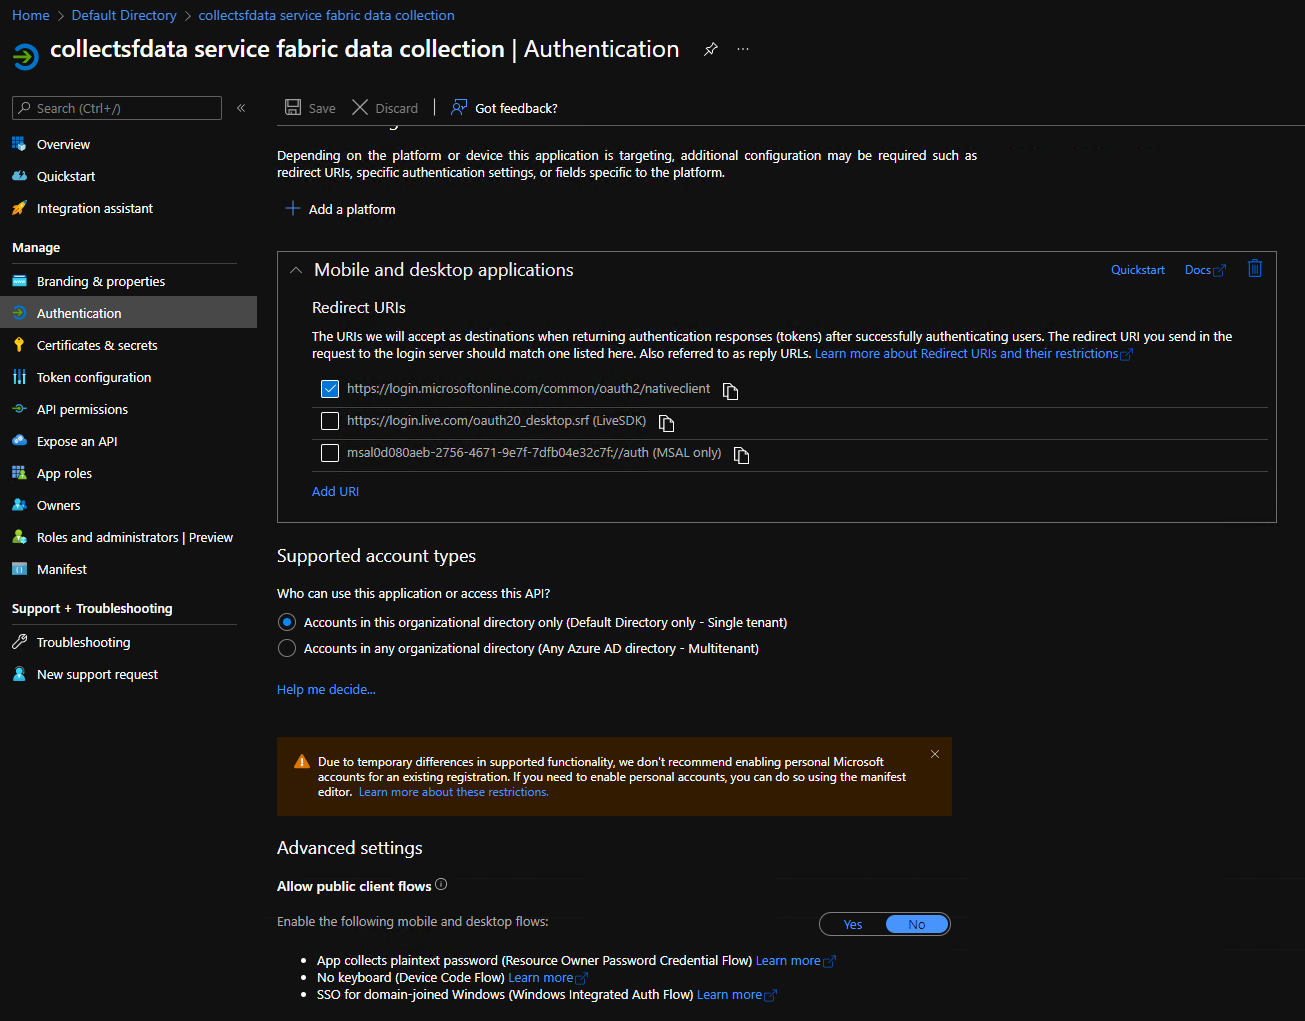 Home > Default Directory > collectsfdata service fabric data collection
collectsfdata service fabric data collection | Authentication
Search (Ctrl+/)
Overview
Quickstart
Integration assistant
Manage
Branding & properties
Authentication
Certificates & secrets
Token configuration
API permissions
Expose an API
App roles
Owners
Roles and administrators | Preview
Manifest
Support + Troubleshooting
Troubleshooting
New support request
Save Discard | Got feedback?
Depending on the platform or device this application is targeting, additional configuration may be required such as
redirect URIs, specific authentication settings, or fields specific to the platform.
Add a platform
Mobile and desktop applications
Quickstart Docs
Redirect URIs
The URIs we will accept as destinations when returning authentication responses (tokens) after successfully authenticating users. The redirect URI you send in the
request to the login server should match one listed here. Also referred to as reply URLs. Learn more about Redirect URIs and their restrictions
https://login.microsoftonline.com/common/oauth2/nativeclient
https://login.live.com/oauth20_desktop.srf (LiveSDK)
msal0d080aeb-2756-4671-9e7f-7dfb04e32c7f://auth (MSAL only)
Add URI
Supported account types
Who can use this application or access this API?
Accounts in this organizational directory only (Default Directory only - Single tenant)
Accounts in any organizational directory (Any Azure AD directory - Multitenant)
Help me decide...
Due to temporary differences in supported functionality, we don't recommend enabling personal Microsoft
accounts for an existing registration. If you need to enable personal accounts, you can do so using the manifest
editor. Learn more about these restrictions.
Advanced settings
Allow public client flows
Enable the following mobile and desktop flows:
Yes No
• App collects plaintext password (Resource Owner Password Credential Flow) Learn more
• No keyboard (Device Code Flow) Learn more
• SSO for domain-joined Windows (Windows Integrated Auth Flow) Learn more